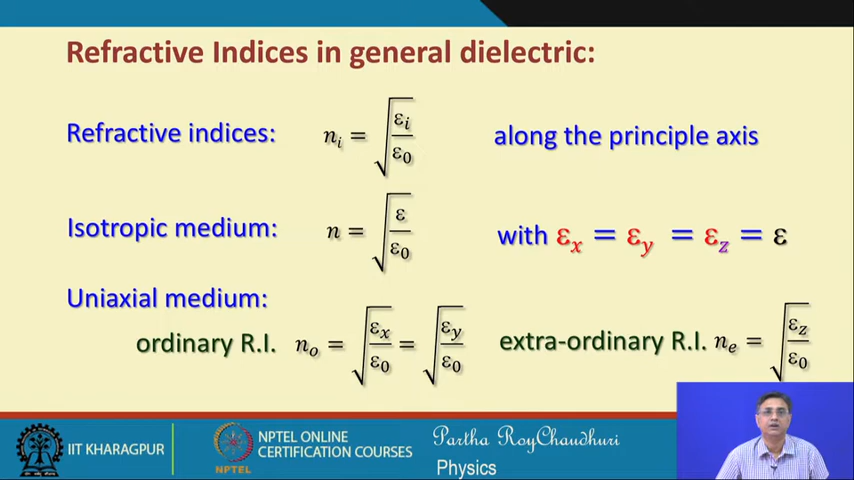 Refractive Indices in general dielectric:
Refractive indices: nᵢ = √(εᵢ/ε₀) along the principle axis
Isotropic medium: n = √(ε/ε₀) with εₓ = ε_y = ε_z = ε
Uniaxial medium:
ordinary R.I. nₒ = √(εₓ/ε₀) = √(ε_y/ε₀) extra-ordinary R.I. nₑ = √(ε_z/ε₀)
IIT KHARAGPUR
NPTEL
NPTEL ONLINE
CERTIFICATION COURSES
Partha RoyChaudhuri
Physics